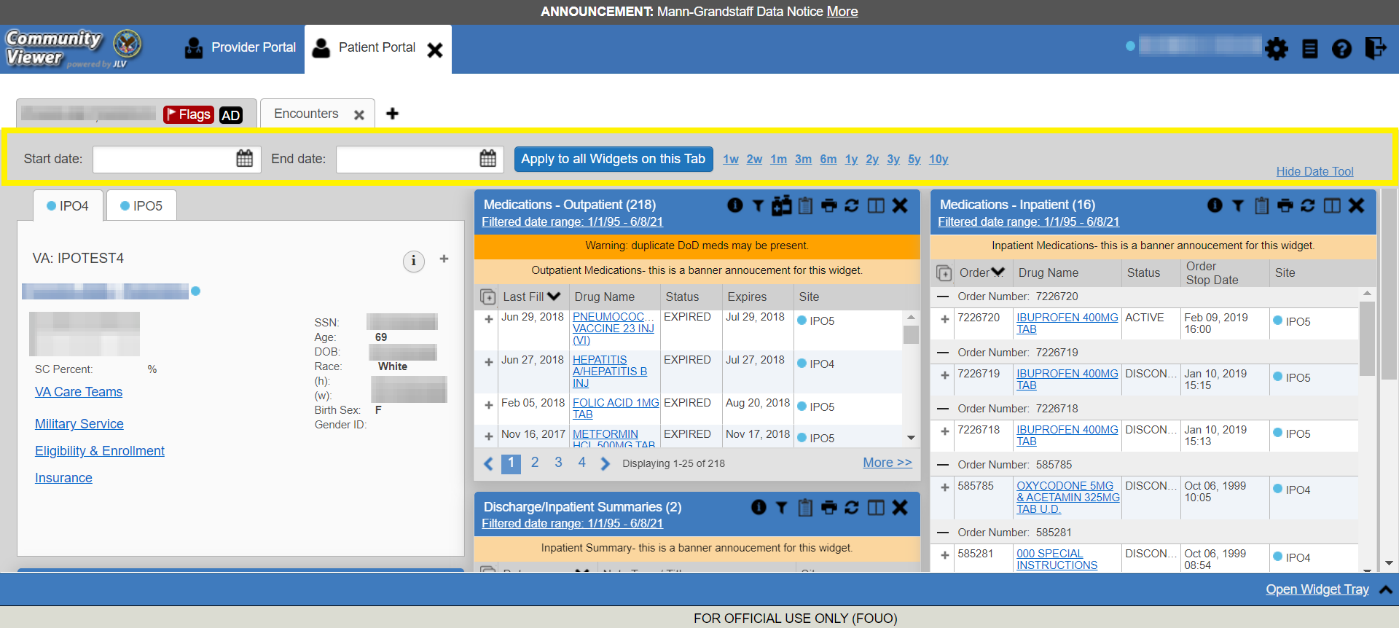 ANNOUNCEMENT: Mann-Grandstaff Data Notice More
Community Viewer powered by JLV
Provider Portal
Patient Portal
Flags AD
Encounters
Start date:
End date:
Apply to all Widgets on this Tab
1w 2w 1m 3m 6m 1y 2y 3y 5y 10y
Hide Date Tool
IPO4
IPO5
VA: IPOTEST4
SSN:
Age: 69
DOB:
Race: White
(h):
(w):
Birth Sex: F
Gender ID:
SC Percent: %
VA Care Teams
Military Service
Eligibility & Enrollment
Insurance
Medications - Outpatient (218)
Filtered date range: 1/1/95 - 6/8/21
Warning: duplicate DoD meds may be present.
Outpatient Medications- this is a banner annoucement for this widget.
Last Fill Drug Name Status Expires Site
Jun 29, 2018 PNEUMOCOC... EXPIRED Jul 29, 2018 IPO5
VACCINE 23 INJ
(VI)
Jun 27, 2018 HEPATITIS EXPIRED Jul 27, 2018 IPO4
A/HEPATITIS B
INJ
Feb 05, 2018 FOLIC ACID 1MG EXPIRED Aug 20, 2018 IPO5
TAB
Nov 16, 2017 METFORMIN EXPIRED Nov 17, 2018 IPO5
HCL 500MG TAB
1 2 3 4 Displaying 1-25 of 218 More >>
Discharge/Inpatient Summaries (2)
Filtered date range: 1/1/95 - 6/8/21
Inpatient Summary- this is a banner annoucement for this widget.
Medications - Inpatient (16)
Filtered date range: 1/1/95 - 6/8/21
Inpatient Medications- this is a banner annoucement for this widget.
Order... Drug Name Status Order Stop Date Site
Order Number: 7226720
7226720 IBUPROFEN 400MG ACTIVE Feb 09, 2019 IPO5
TAB 16:00
Order Number: 7226719
7226719 IBUPROFEN 400MG DISCON... Jan 10, 2019 IPO5
TAB 15:15
Order Number: 7226718
7226718 IBUPROFEN 400MG DISCON... Jan 10, 2019 IPO5
TAB 15:13
Order Number: 585785
585785 OXYCODONE 5MG DISCON... Oct 06, 1999 IPO4
& ACETAMIN 325MG 10:05
TAB U.D.
Order Number: 585281
585281 000 SPECIAL DISCON... Oct 06, 1999 IPO4
INSTRUCTIONS 08:54
Open Widget Tray
FOR OFFICIAL USE ONLY (FOUO)